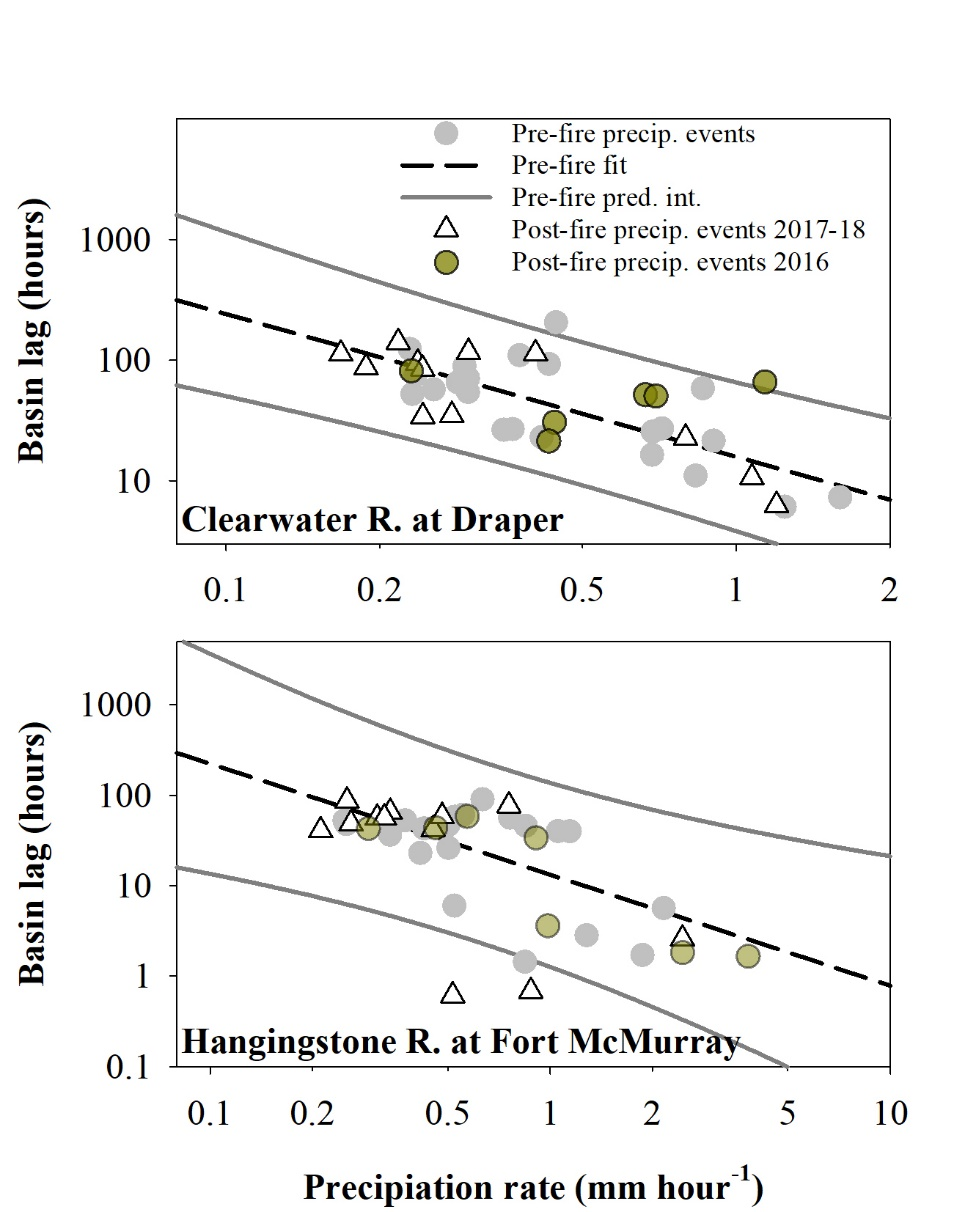 Pre-fire precip. events
Pre-fire fit
Pre-fire pred. int.
Post-fire precip. events 2017-18
Post-fire precip. events 2016
Basin lag (hours)
1000
100
10
Clearwater R. at Draper
0.1 0.2 0.5 1 2
Basin lag (hours)
1000
100
10
1
0.1
Hangingstone R. at Fort McMurray
0.1 0.2 0.5 1 2 5 10
Precipiation rate (mm hour⁻¹)